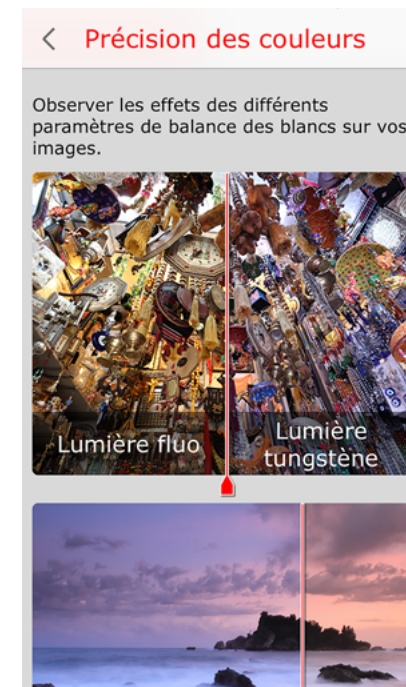 Précision des couleurs
Observer les effets des différents
paramètres de balance des blancs sur vos
images.
Lumière fluo
Lumière
tungstène